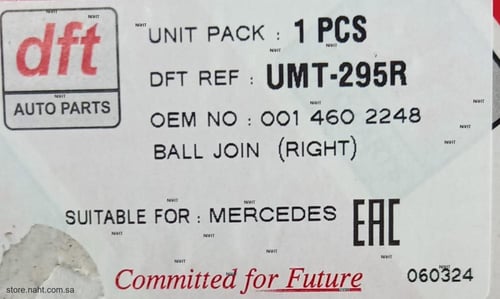 dft
AUTO PARTS
UNIT PACK : 1 PCS
DFT REF : UMT-295R
OEM NO : 001 460 2248
BALL JOIN (RIGHT)
SUITABLE FOR : MERCEDES
EAC
Committed for Future
060324
store.naht.com.sa